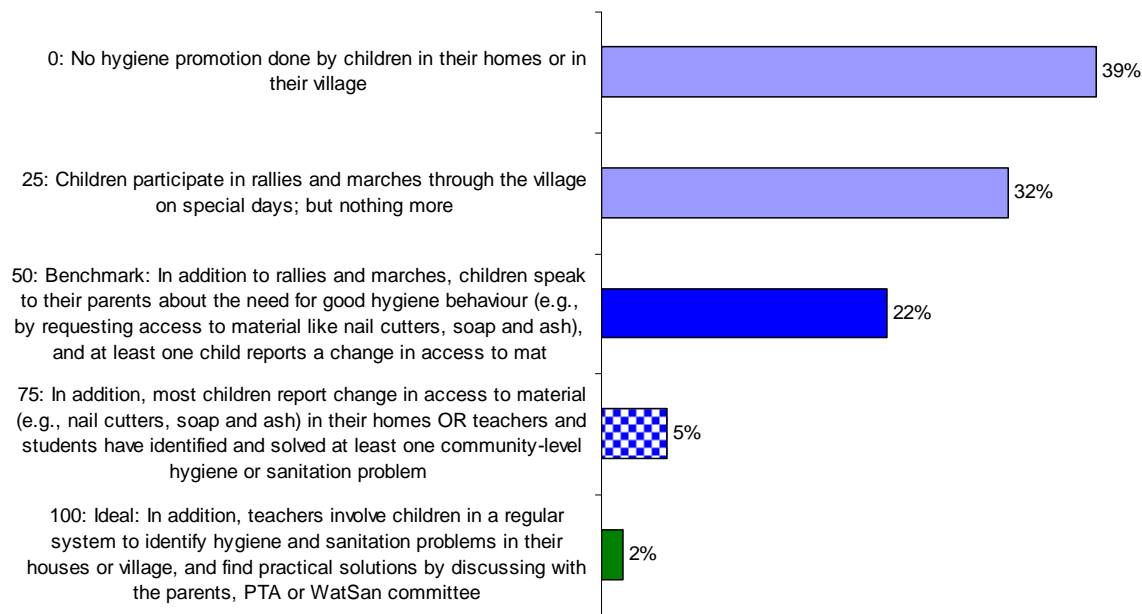 0: No hygiene promotion done by children in their homes or in
their village
39%
25: Children participate in rallies and marches through the village
on special days; but nothing more
32%
50: Benchmark: In addition to rallies and marches, children speak
to their parents about the need for good hygiene behaviour (e.g.,
by requesting access to material like nail cutters, soap and ash),
and at least one child reports a change in access to mat
22%
75: In addition, most children report change in access to material
(e.g., nail cutters, soap and ash) in their homes OR teachers and
students have identified and solved at least one community-level
hygiene or sanitation problem
5%
100: Ideal: In addition, teachers involve children in a regular
system to identify hygiene and sanitation problems in their
houses or village, and find practical solutions by discussing with
the parents, PTA or WatSan committee
2%